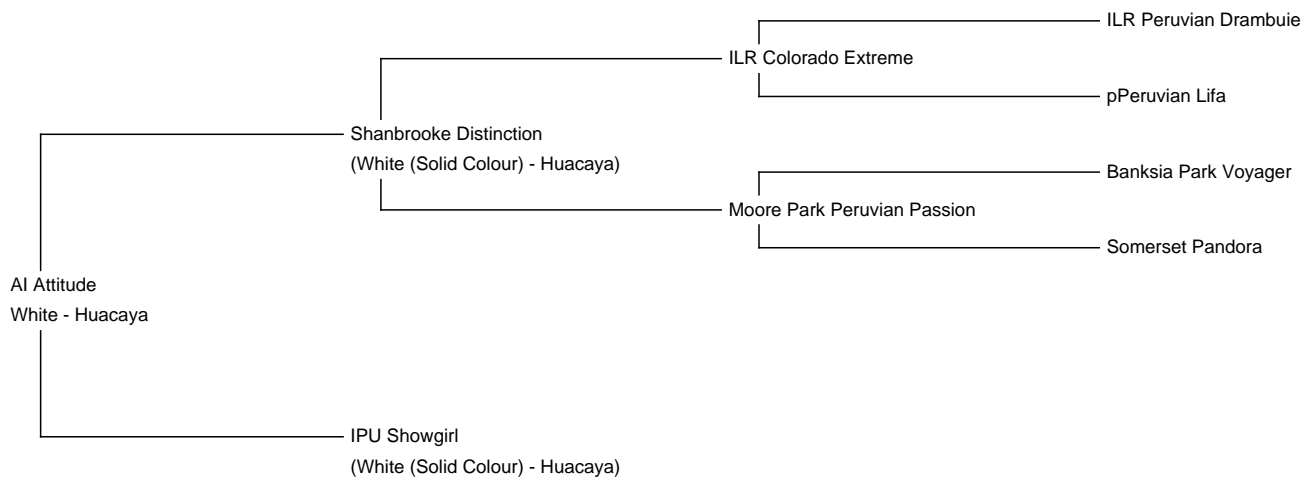 ILR Peruvian Drambuie
ILR Colorado Extreme
pPeruvian Lifa
Shanbrooke Distinction
(White (Solid Colour) - Huacaya)
Banksia Park Voyager
Moore Park Peruvian Passion
Somerset Pandora
AI Attitude
White - Huacaya
IPU Showgirl
(White (Solid Colour) - Huacaya)